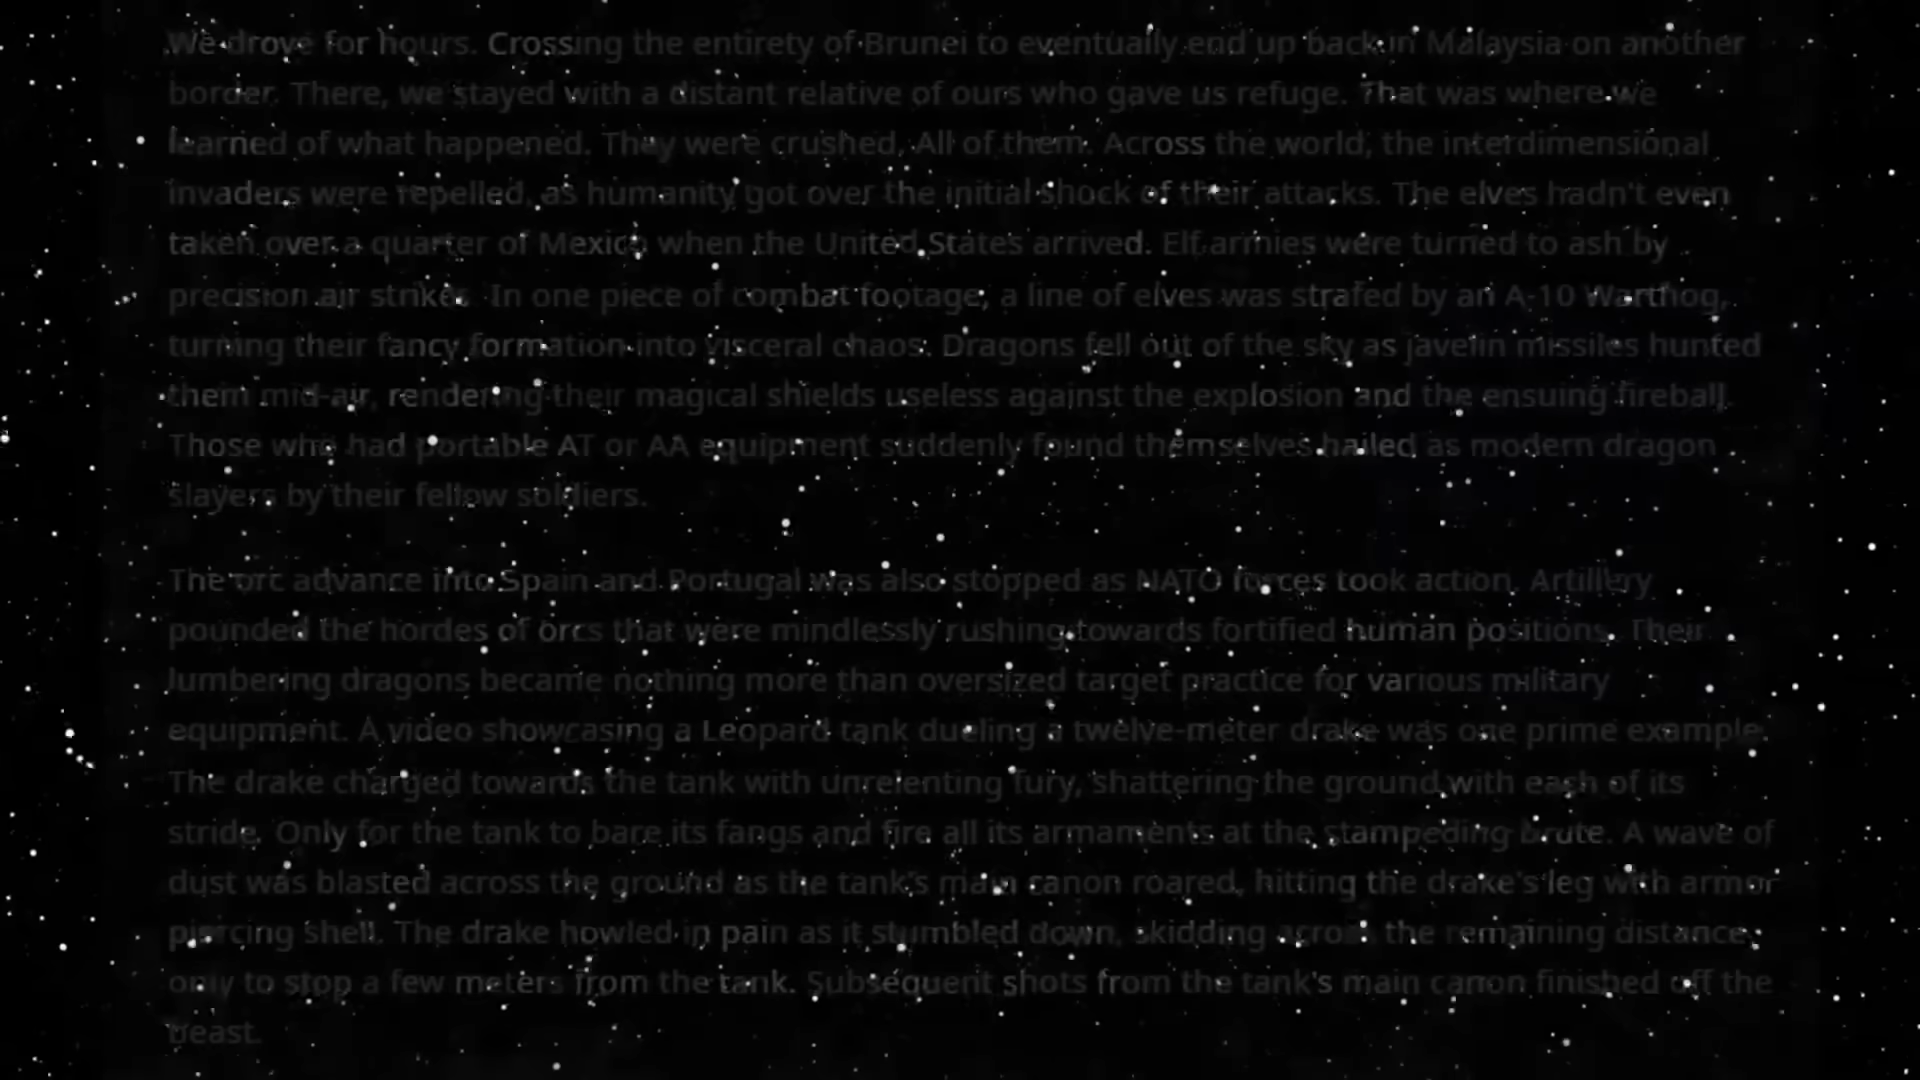 We drove for hours. Crossing the entirety of Brunei to eventually end up back in Malaysia on another
border. There, we stayed with a distant relative of ours who gave us refuge. That was where we
learned of what happened. They were crushed. All of them. Across the world, the interdimensional
invaders were repelled, as humanity got over the initial shock of their attacks. The elves hadn't even
taken over a quarter of Mexico when the United States arrived. Elf armies were turned to ash by
precision air strikes. In one piece of combat footage, a line of elves was strafed by an A-10 Warthog,
turning their fancy formation into visceral chaos. Dragons fell out of the sky as javelin missiles hunted
them mid-air, rendering their magical shields useless against the explosion and the ensuing fireball.
Those who had portable AT or AA equipment suddenly found themselves hailed as modern dragon
slayers by their fellow soldiers.
The orc advance into Spain and Portugal was also stopped as NATO forces took action. Artillery
pounded the hordes of orcs that were mindlessly rushing towards fortified human positions. Their
lumbering dragons became nothing more than oversized target practice for various military
equipment. A video showcasing a Leopard tank dueling a twelve-meter drake was one prime example.
The drake charged towards the tank with unrelenting fury, shattering the ground with each of its
stride. Only for the tank to bare its fangs and fire all its armaments at the stampeding brute. A wave of
dust was blasted across the ground as the tank's main canon roared, hitting the drake's leg with armor
piercing shell. The drake howled in pain as it stumbled down, skidding across the remaining distance,
only to stop a few meters from the tank. Subsequent shots from the tank's main canon finished off the
beast.